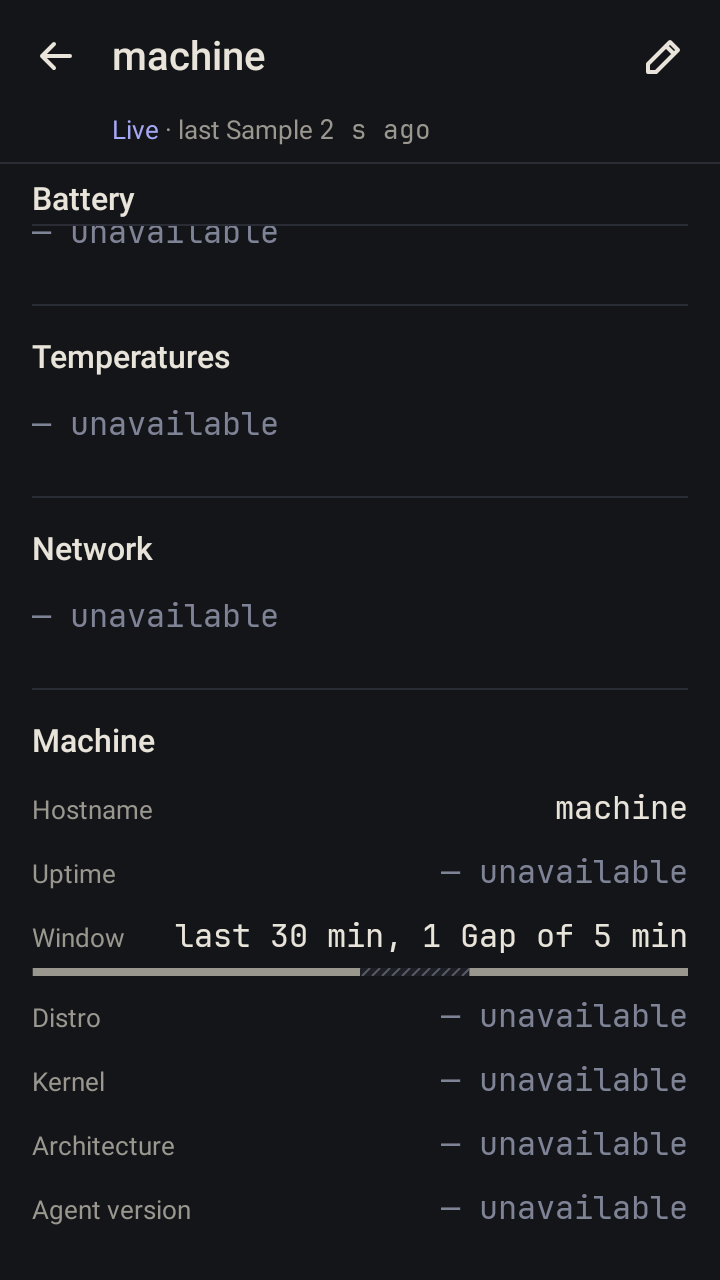 machine
Live · last Sample 2 s ago
Battery
— unavailable
Temperatures
— unavailable
Network
— unavailable
Machine
Hostname machine
Uptime — unavailable
Window last 30 min, 1 Gap of 5 min
Distro — unavailable
Kernel — unavailable
Architecture — unavailable
Agent version — unavailable